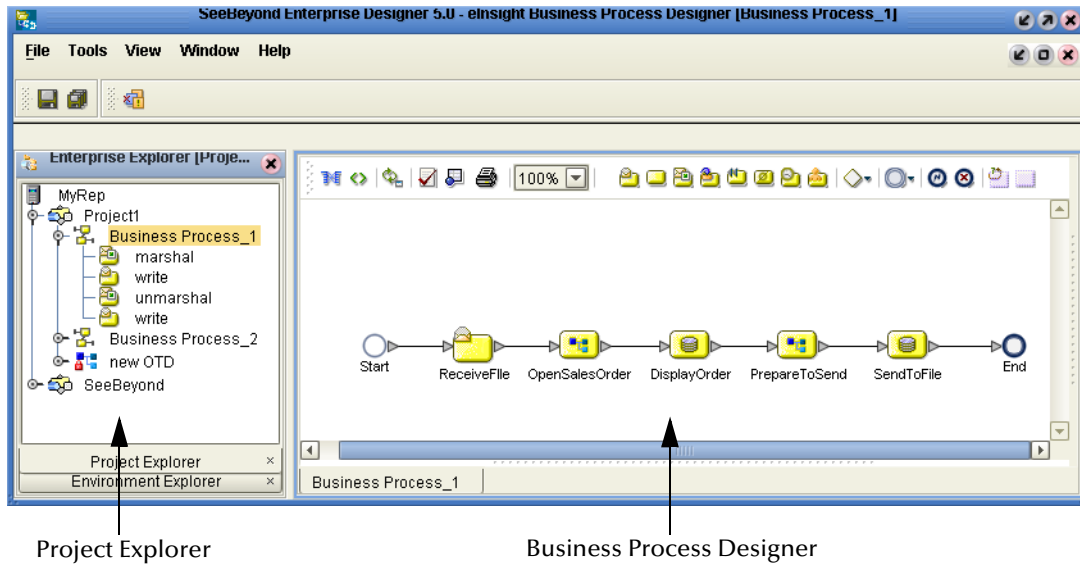 SeeBeyond Enterprise Designer 5.0 - eInsight Business Process Designer [Business Process_1]
File Tools View Window Help
Enterprise Explorer [Proje...
MyRep
Project1
Business Process_1
marshal
write
unmarshal
write
Business Process_2
new OTD
SeeBeyond
Project Explorer ×
Environment Explorer ×
100%
Start
ReceiveFIle
OpenSalesOrder
DisplayOrder
PrepareToSend
SendToFile
End
Business Process_1
Project Explorer
Business Process Designer